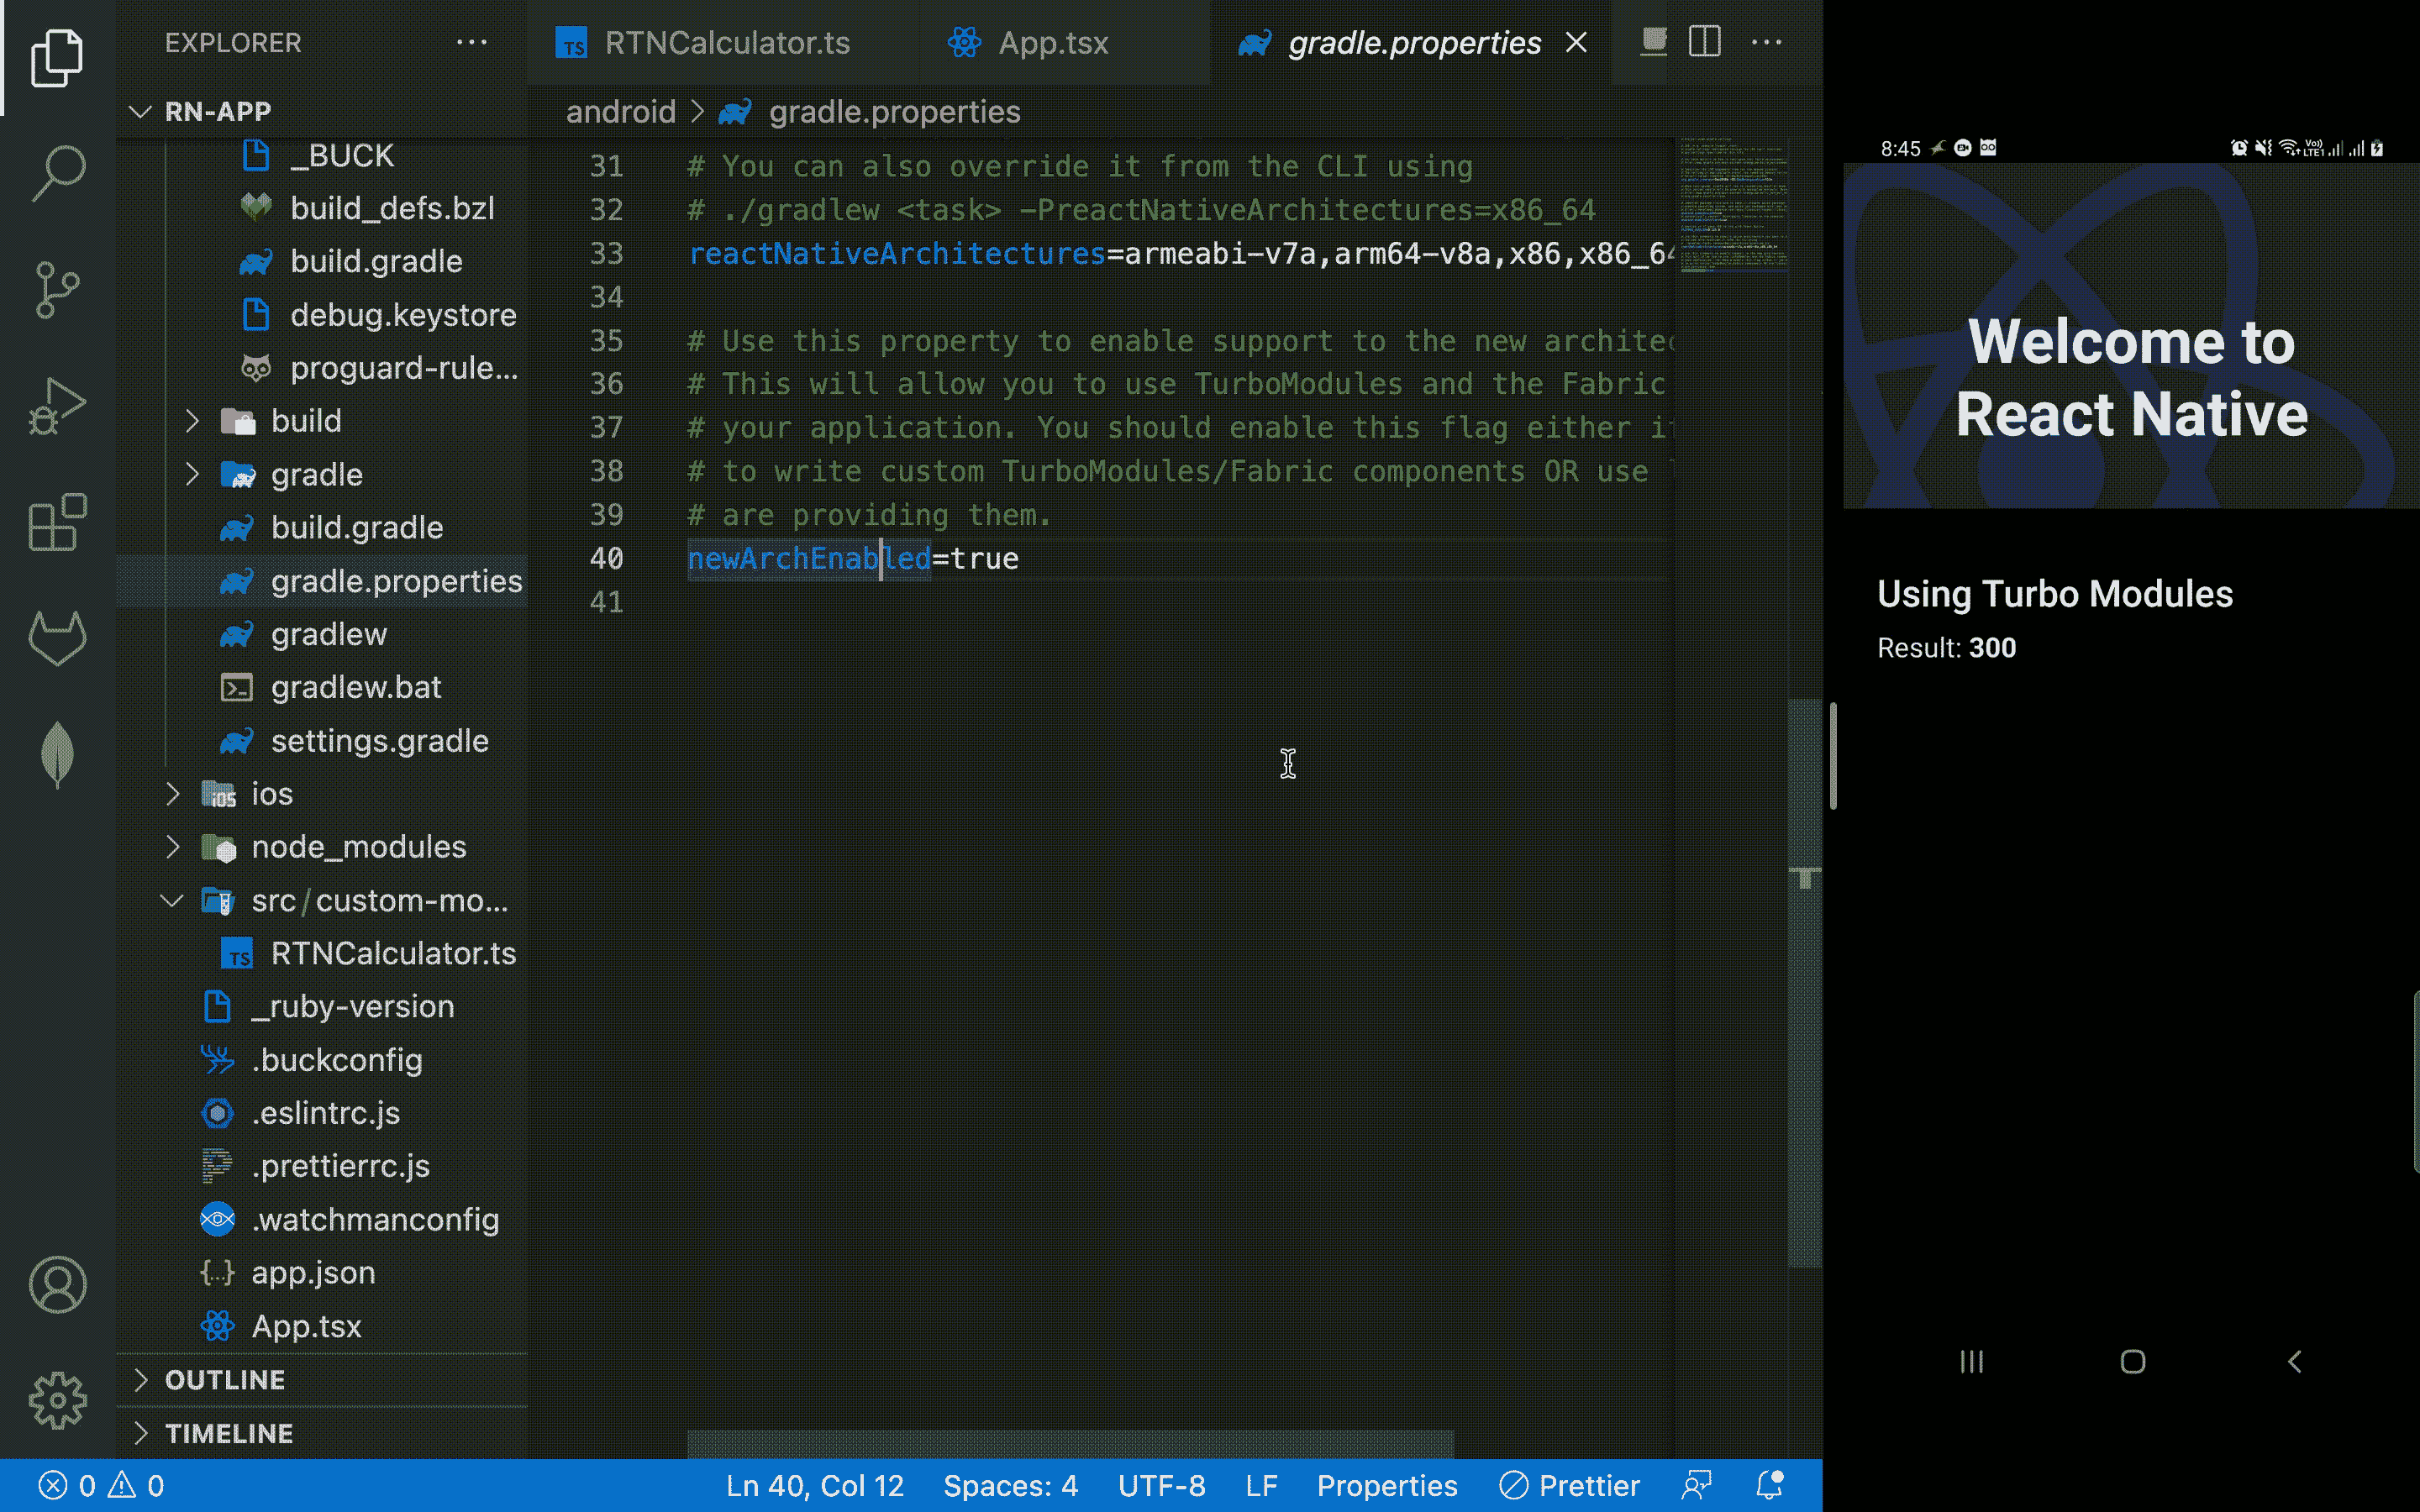 EXPLORER
RN-APP
_BUCK
build_defs.bzl
build.gradle
debug.keystore
proguard-rule...
build
gradle
build.gradle
gradle.properties
gradlew
gradlew.bat
settings.gradle
ios
node_modules
src/custom-mo...
RTNCalculator.ts
_ruby-version
.buckconfig
.eslintrc.js
.prettierrc.js
.watchmanconfig
app.json
App.tsx
OUTLINE
TIMELINE
RTNCalculator.ts
App.tsx
gradle.properties
android > gradle.properties
31 # You can also override it from the CLI using
32 # ./gradlew <task> -PreactNativeArchitectures=x86_64
33 reactNativeArchitectures=armeabi-v7a,arm64-v8a,x86,x86_64
34
35 # Use this property to enable support to the new architec
36 # This will allow you to use TurboModules and the Fabric
37 # your application. You should enable this flag either if
38 # to write custom TurboModules/Fabric components OR use
39 # are providing them.
40 newArchEnabled=true
41
0 0
Ln 40, Col 12
Spaces: 4
UTF-8
LF
Properties
Prettier
8:45
Welcome to
React Native
Using Turbo Modules
Result: 300